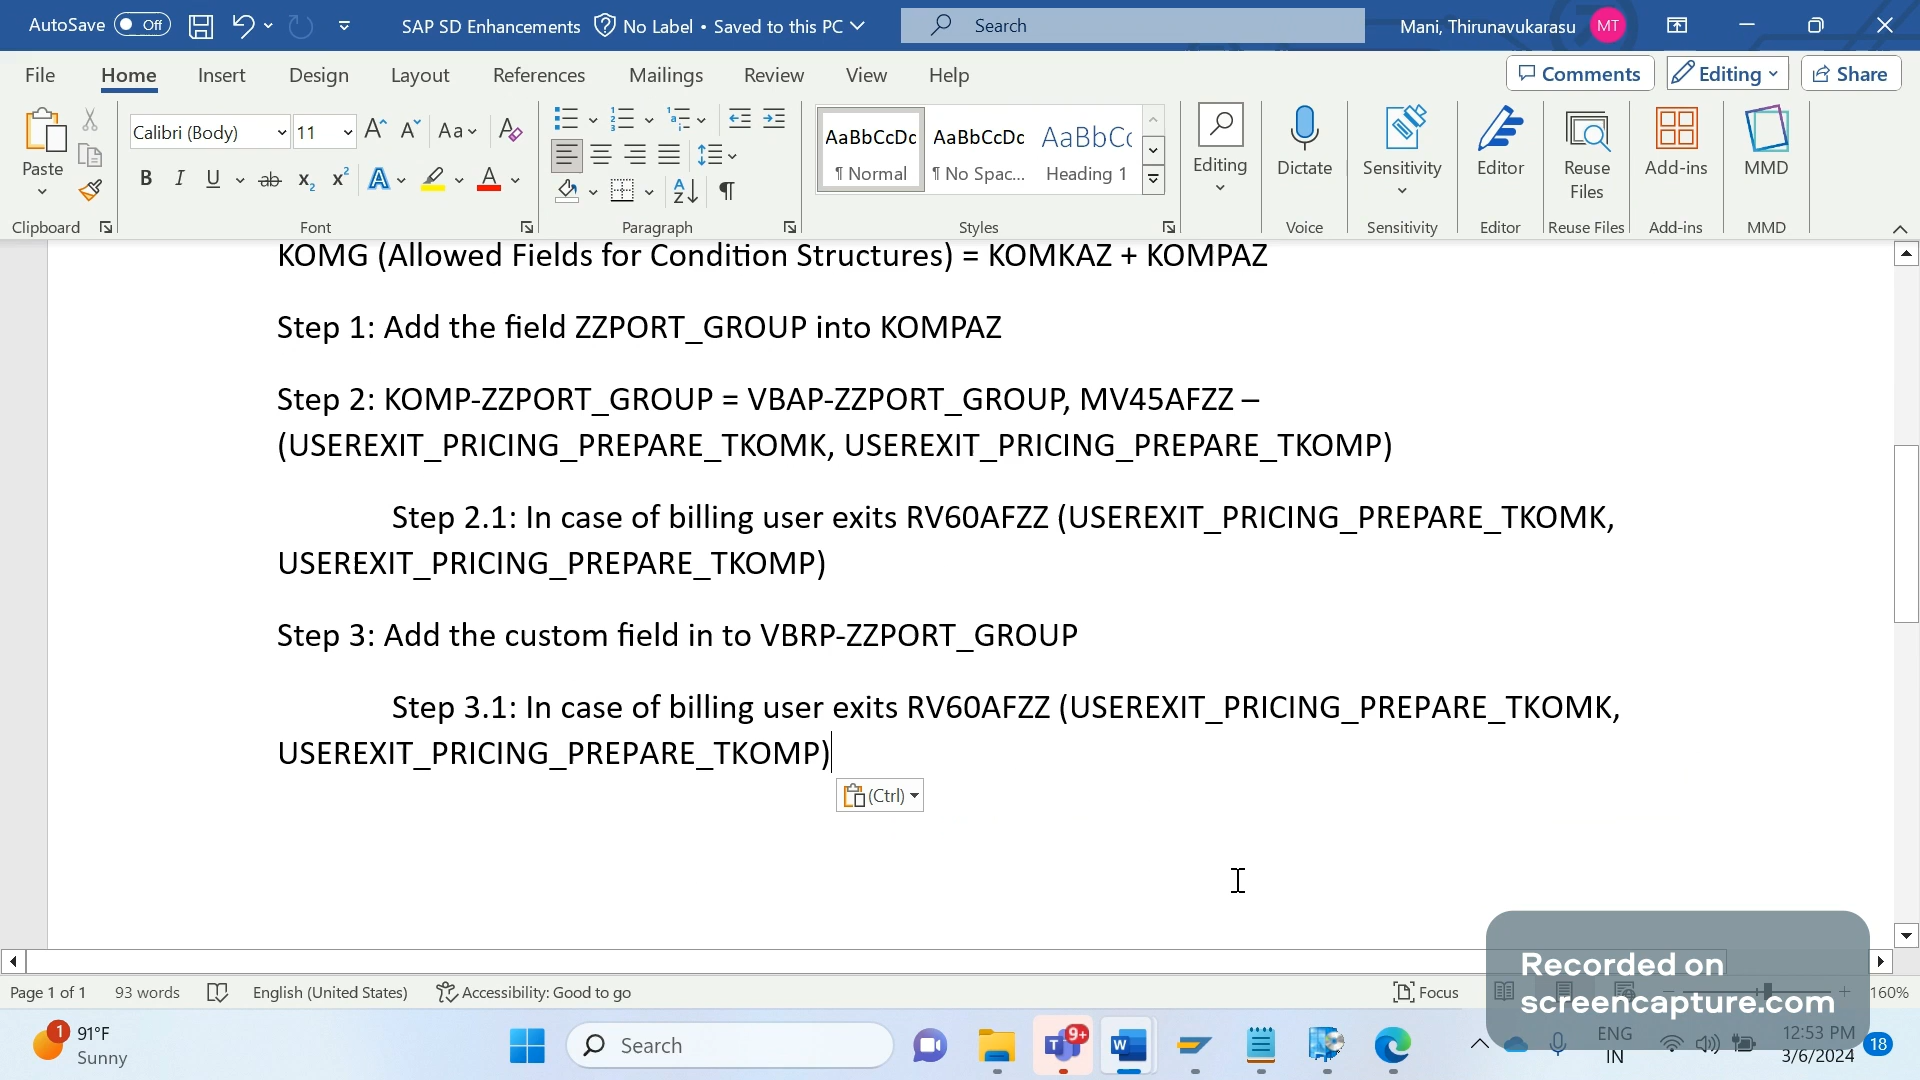 AutoSave Off SAP SD Enhancements No Label • Saved to this PC Search Mani, Thirunavukarasu MT
File Home Insert Design Layout References Mailings Review View Help Comments Editing Share
Paste Calibri (Body) 11 Aa AaBbCcDc AaBbCcDc AaBbCc Editing Dictate Sensitivity Editor Reuse Files Add-ins MMD
¶ Normal ¶ No Spac... Heading 1
Clipboard Font Paragraph Styles Voice Sensitivity Editor Reuse Files Add-ins MMD
KOMG (Allowed Fields for Condition Structures) = KOMKAZ + KOMPAZ
Step 1: Add the field ZZPORT_GROUP into KOMPAZ
Step 2: KOMP-ZZPORT_GROUP = VBAP-ZZPORT_GROUP, MV45AFZZ –
(USEREXIT_PRICING_PREPARE_TKOMK, USEREXIT_PRICING_PREPARE_TKOMP)
Step 2.1: In case of billing user exits RV60AFZZ (USEREXIT_PRICING_PREPARE_TKOMK,
USEREXIT_PRICING_PREPARE_TKOMP)
Step 3: Add the custom field in to VBRP-ZZPORT_GROUP
Step 3.1: In case of billing user exits RV60AFZZ (USEREXIT_PRICING_PREPARE_TKOMK,
USEREXIT_PRICING_PREPARE_TKOMP)
(Ctrl)
Recorded on
screencapture.com
Page 1 of 1 93 words English (United States) Accessibility: Good to go Focus 160%
1 91°F
Sunny
Search
9+
ENG
IN
12:53 PM
3/6/2024
18